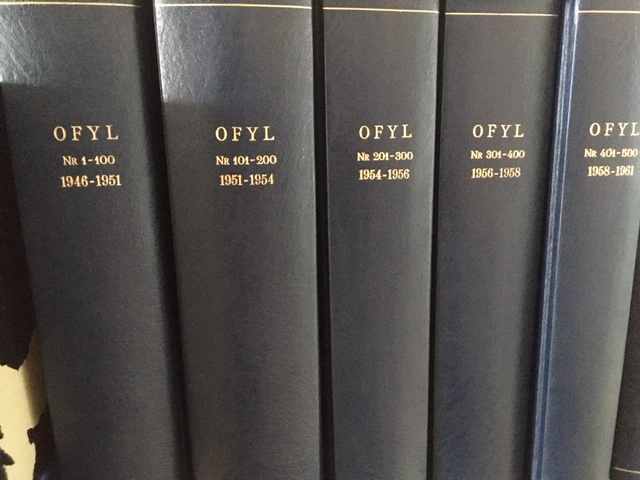 OFYL
NR 1-100
1946-1951
OFYL
NR 101-200
1951-1954
OFYL
NR 201-300
1954-1956
OFYL
NR 301-400
1956-1958
OFYL
NR 401-500
1958-1961